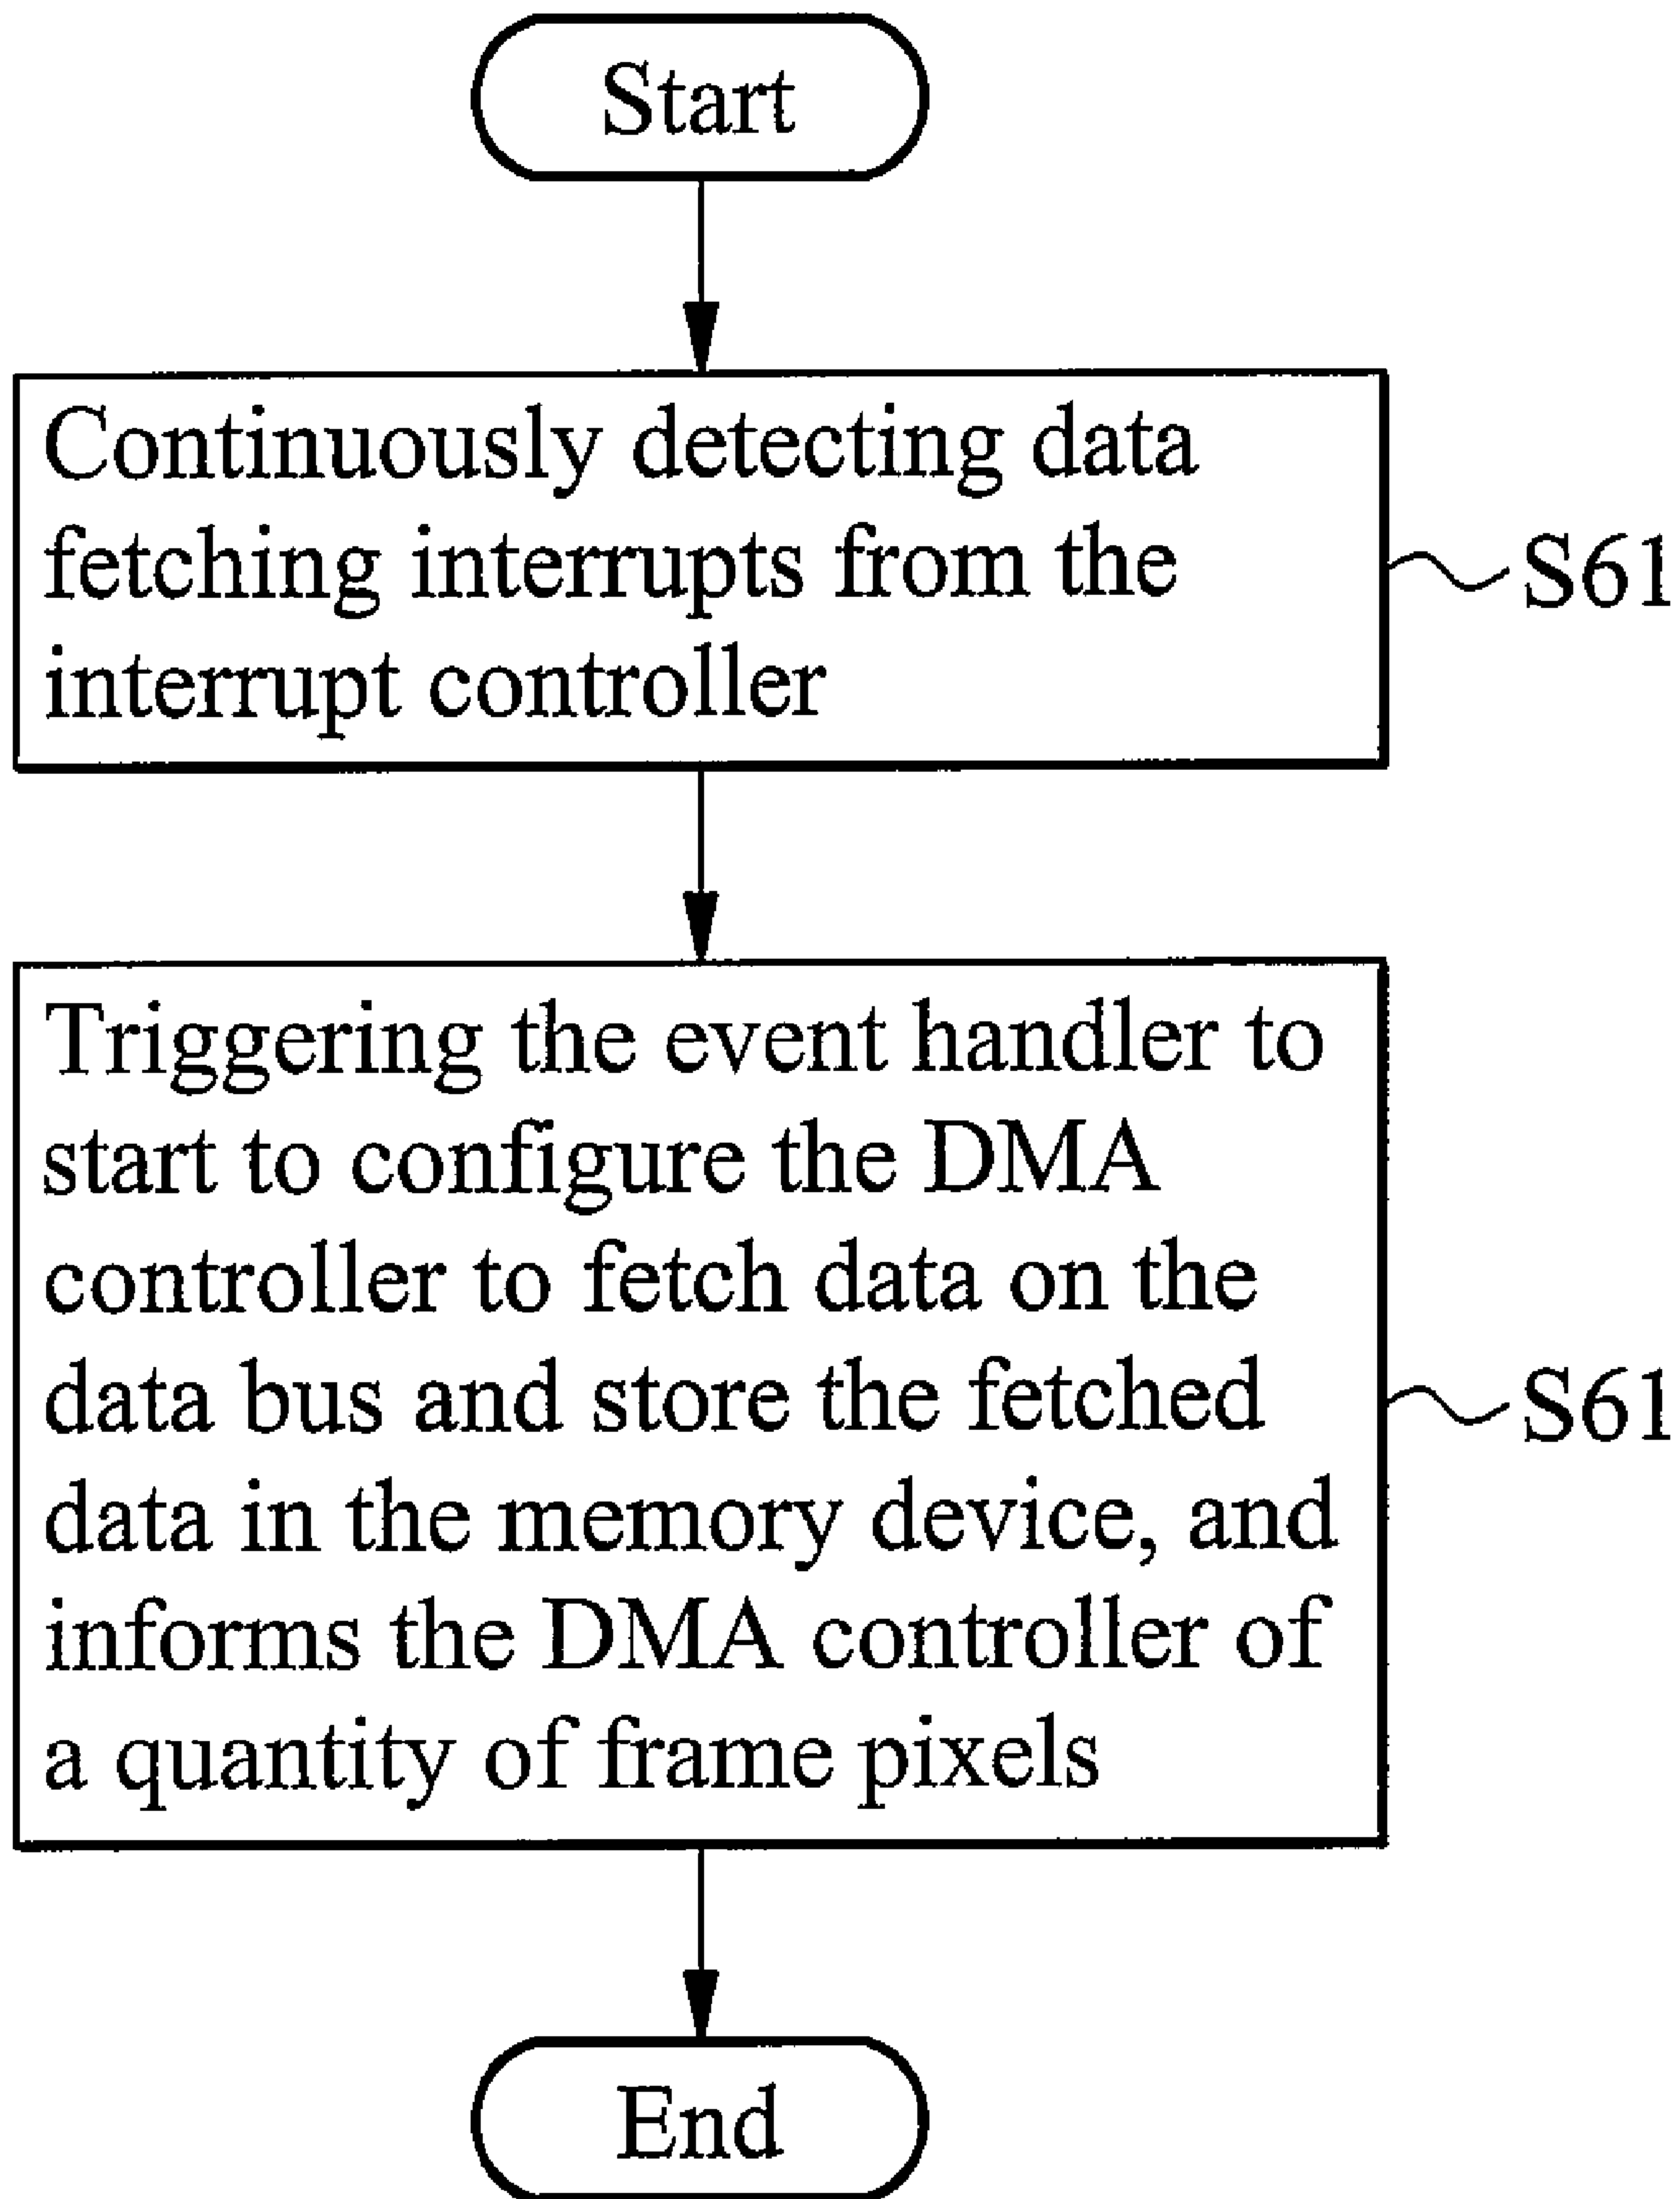 Start
Continuously detecting data
fetching interrupts from the
interrupt controller
S61
Triggering the event handler to
start to configure the DMA
controller to fetch data on the
data bus and store the fetched
data in the memory device, and
informs the DMA controller of
a quantity of frame pixels
S61
End